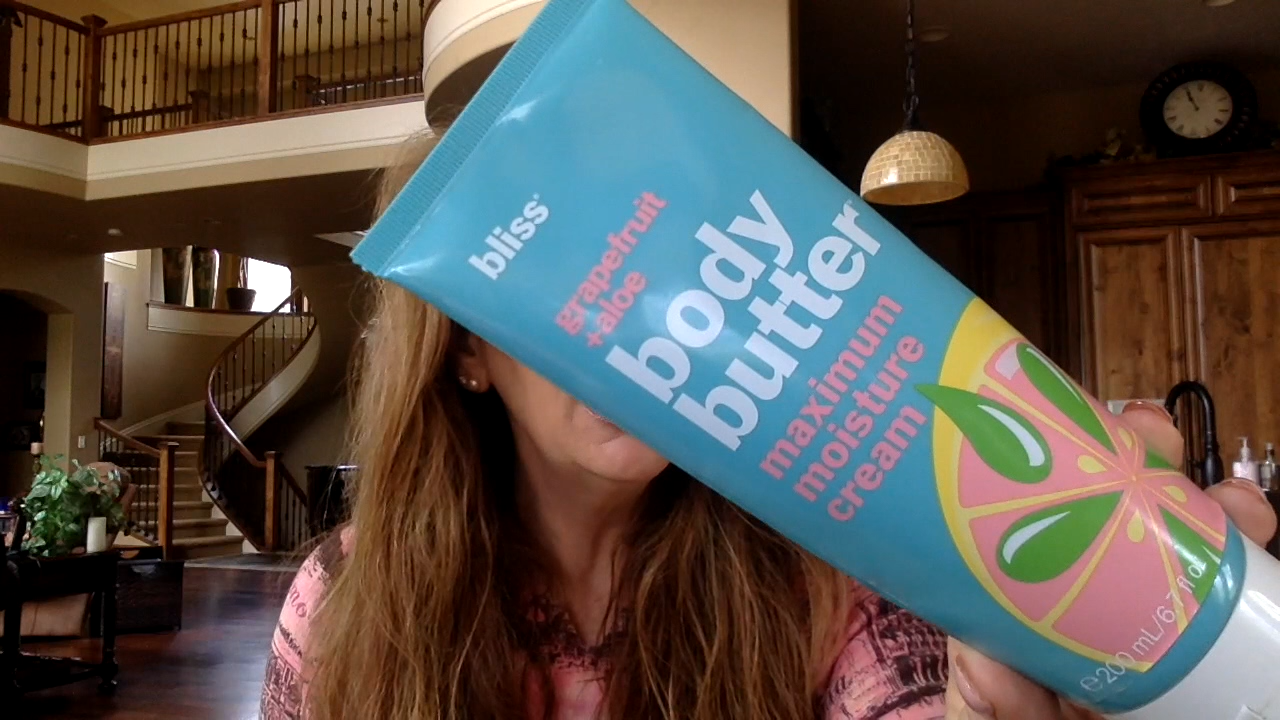 bliss
grapefruit
+aloe
body
butter
maximum
moisture
cream
℮200 mL/6.7 fl oz